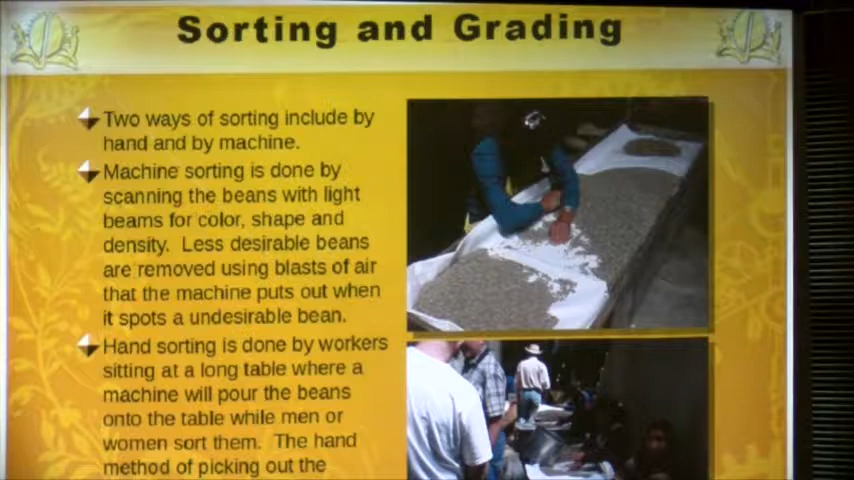 Sorting and Grading
Two ways of sorting include by
hand and by machine.
Machine sorting is done by
scanning the beans with light
beams for color, shape and
density. Less desirable beans
are removed using blasts of air
that the machine puts out when
it spots a undesirable bean.
Hand sorting is done by workers
sitting at a long table where a
machine will pour the beans
onto the table while men or
women sort them. The hand
method of picking out the